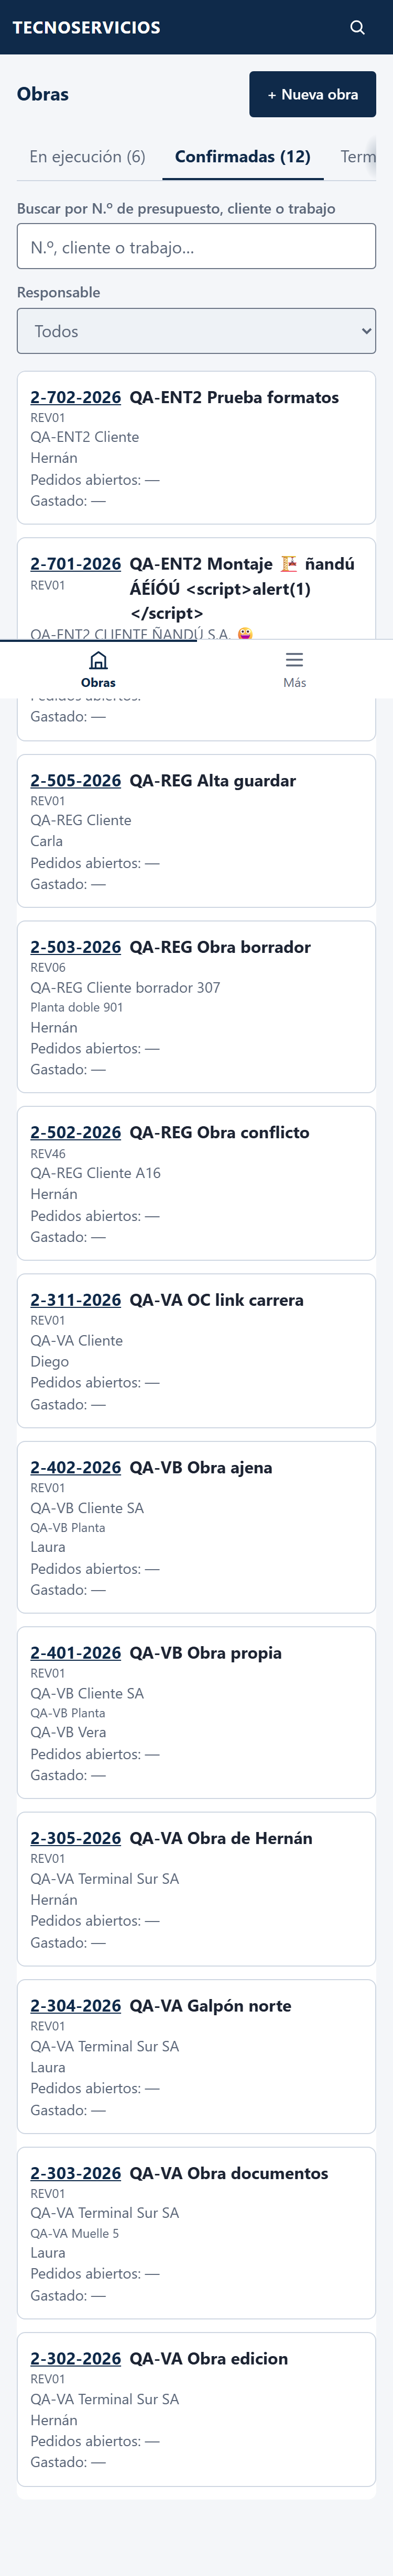 TECNOSERVICIOS
Obras
+ Nueva obra
En ejecución (6)
Confirmadas (12)
Term
Buscar por N.º de presupuesto, cliente o trabajo
N.º, cliente o trabajo...
Responsable
Todos
2-702-2026 QA-ENT2 Prueba formatos
REV01
QA-ENT2 Cliente
Hernán
Pedidos abiertos: —
Gastado: —
2-701-2026 QA-ENT2 Montaje 🏗️ ñandú
REV01
ÁÉÍÓÚ <script>alert(1)
</script>
QA-ENT2 CLIENTE ÑANDÚ S.A. 😀
Obras
Más
Pedidos abiertos: —
Gastado: —
2-505-2026 QA-REG Alta guardar
REV01
QA-REG Cliente
Carla
Pedidos abiertos: —
Gastado: —
2-503-2026 QA-REG Obra borrador
REV06
QA-REG Cliente borrador 307
Planta doble 901
Hernán
Pedidos abiertos: —
Gastado: —
2-502-2026 QA-REG Obra conflicto
REV46
QA-REG Cliente A16
Hernán
Pedidos abiertos: —
Gastado: —
2-311-2026 QA-VA OC link carrera
REV01
QA-VA Cliente
Diego
Pedidos abiertos: —
Gastado: —
2-402-2026 QA-VB Obra ajena
REV01
QA-VB Cliente SA
QA-VB Planta
Laura
Pedidos abiertos: —
Gastado: —
2-401-2026 QA-VB Obra propia
REV01
QA-VB Cliente SA
QA-VB Planta
QA-VB Vera
Pedidos abiertos: —
Gastado: —
2-305-2026 QA-VA Obra de Hernán
REV01
QA-VA Terminal Sur SA
Hernán
Pedidos abiertos: —
Gastado: —
2-304-2026 QA-VA Galpón norte
REV01
QA-VA Terminal Sur SA
Laura
Pedidos abiertos: —
Gastado: —
2-303-2026 QA-VA Obra documentos
REV01
QA-VA Terminal Sur SA
QA-VA Muelle 5
Laura
Pedidos abiertos: —
Gastado: —
2-302-2026 QA-VA Obra edicion
REV01
QA-VA Terminal Sur SA
Hernán
Pedidos abiertos: —
Gastado: —